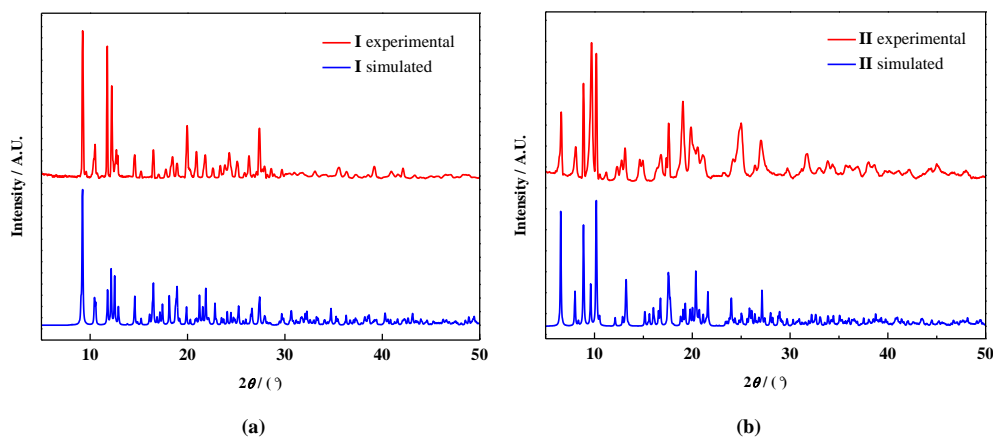 I experimental
I simulated
Intensity / A.U.
10 20 30 40 50
2θ / (°)
(a)
II experimental
II simulated
Intensity / A.U.
10 20 30 40 50
2θ / (°)
(b)